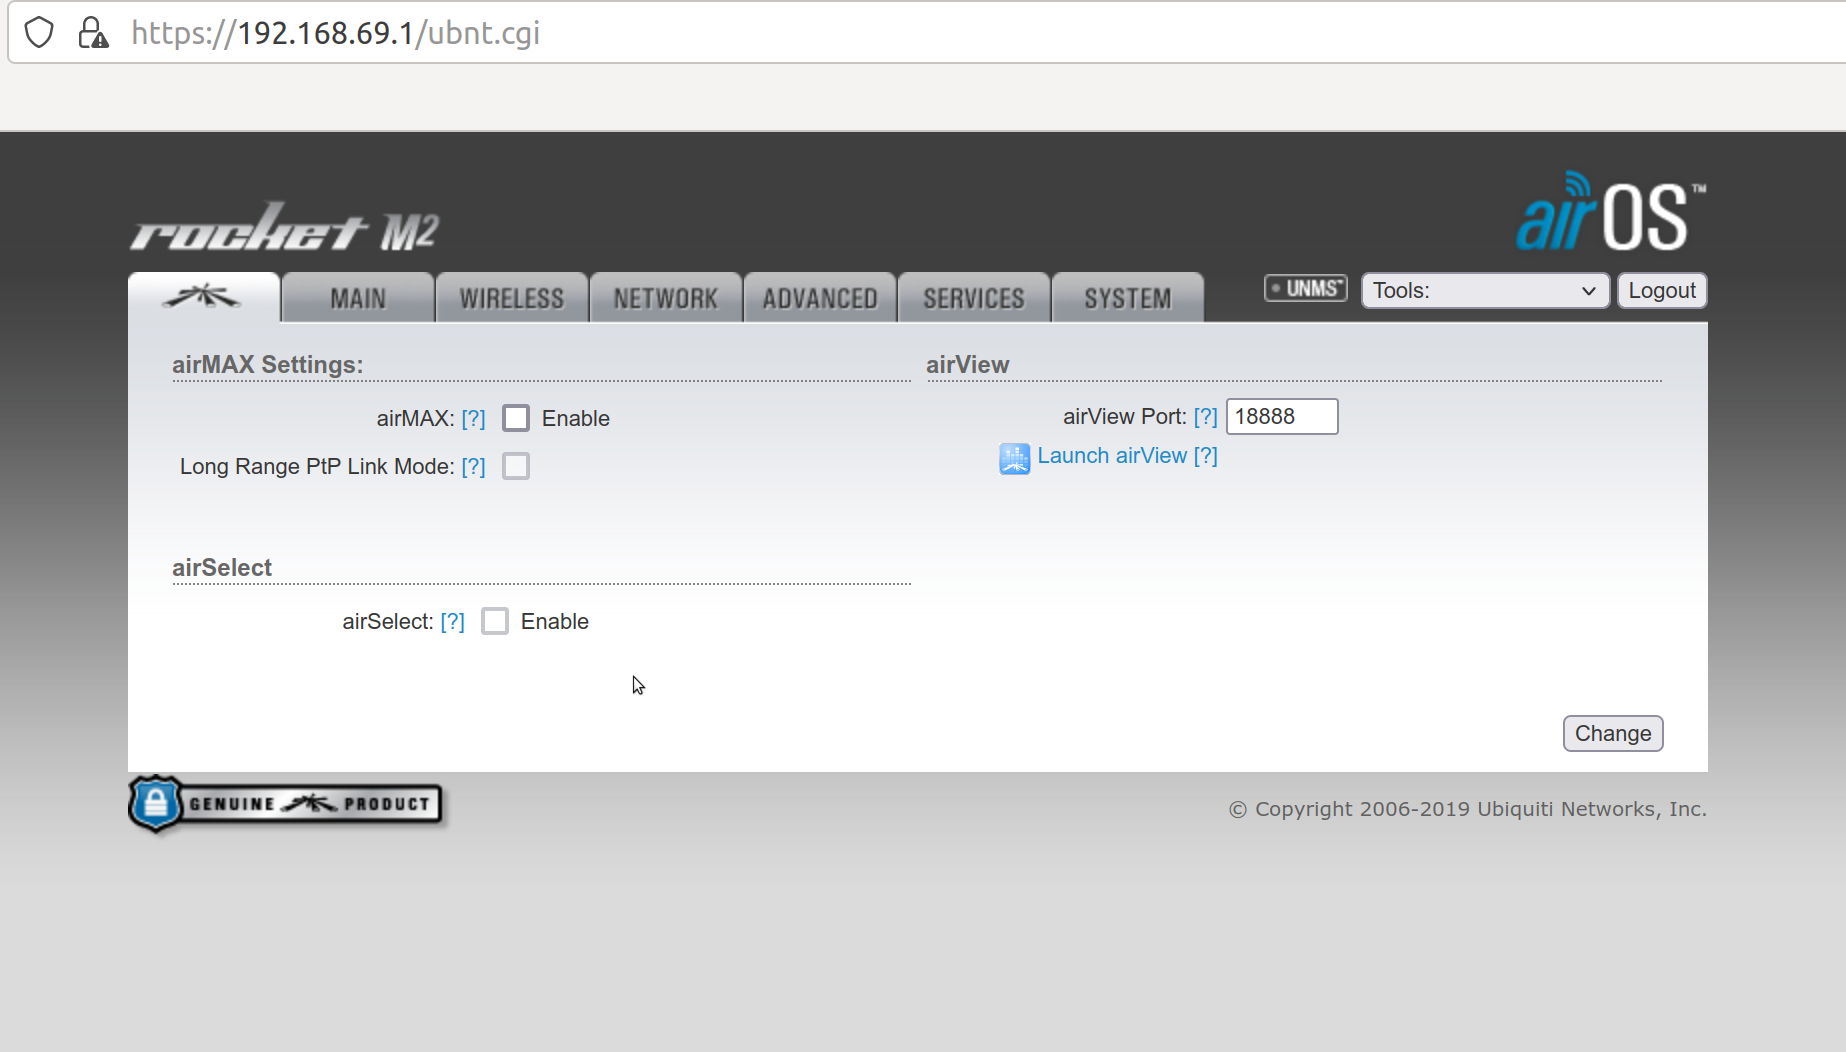 https://192.168.69.1/ubnt.cgi
rocket M2
airOS™
MAIN
WIRELESS
NETWORK
ADVANCED
SERVICES
SYSTEM
UNMS™
Tools:
Logout
airMAX Settings:
airMAX: [?] Enable
Long Range PtP Link Mode: [?]
airView
airView Port: [?] 18888
Launch airView [?]
airSelect
airSelect: [?] Enable
Change
GENUINE PRODUCT
© Copyright 2006-2019 Ubiquiti Networks, Inc.